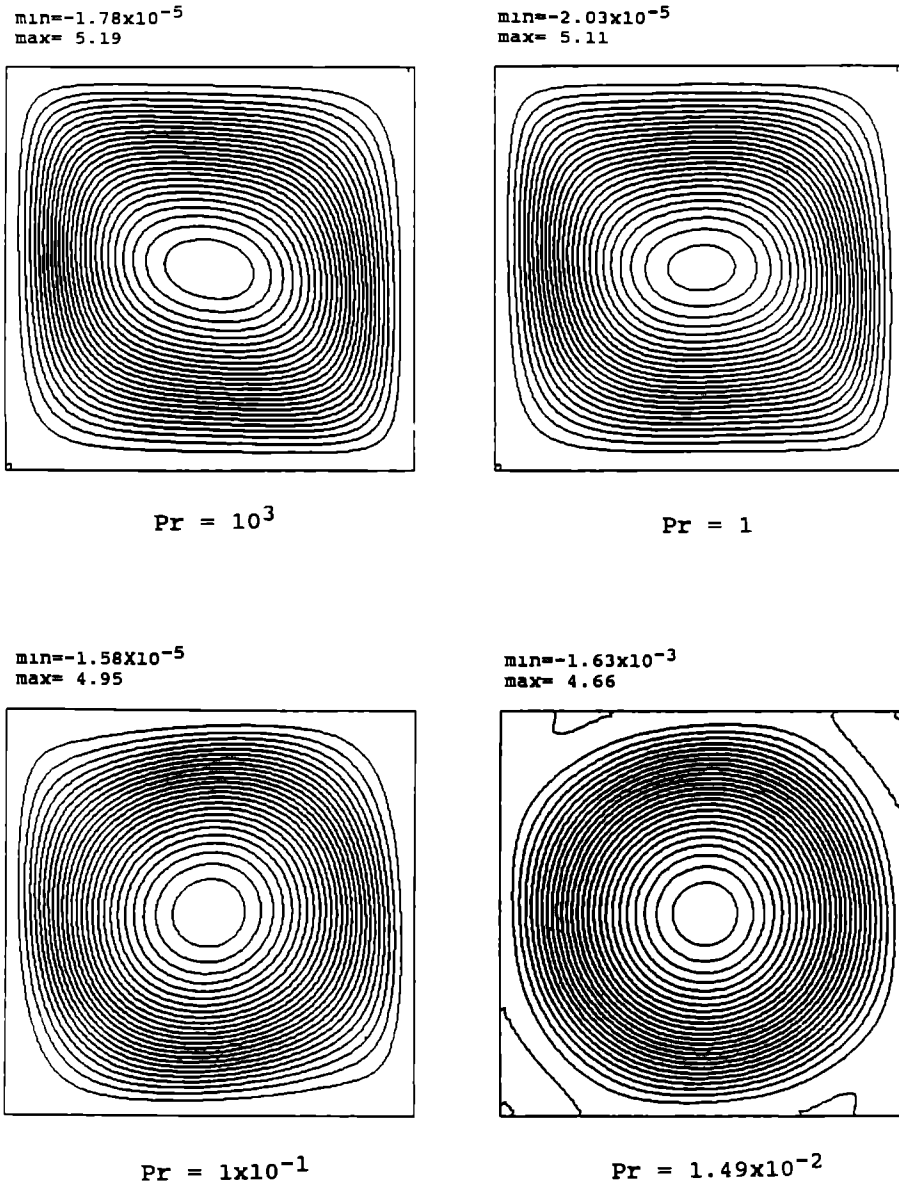 min=-1.78x10^-5
max= 5.19
min=-2.03x10^-5
max= 5.11
Pr = 10^3
Pr = 1
min=-1.58X10^-5
max= 4.95
min=-1.63x10^-3
max= 4.66
Pr = 1x10^-1
Pr = 1.49x10^-2